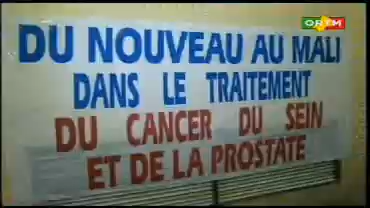 ORTM
DU NOUVEAU AU MALI
DANS LE TRAITEMENT
DU CANCER DU SEIN
ET DE LA PROSTATE